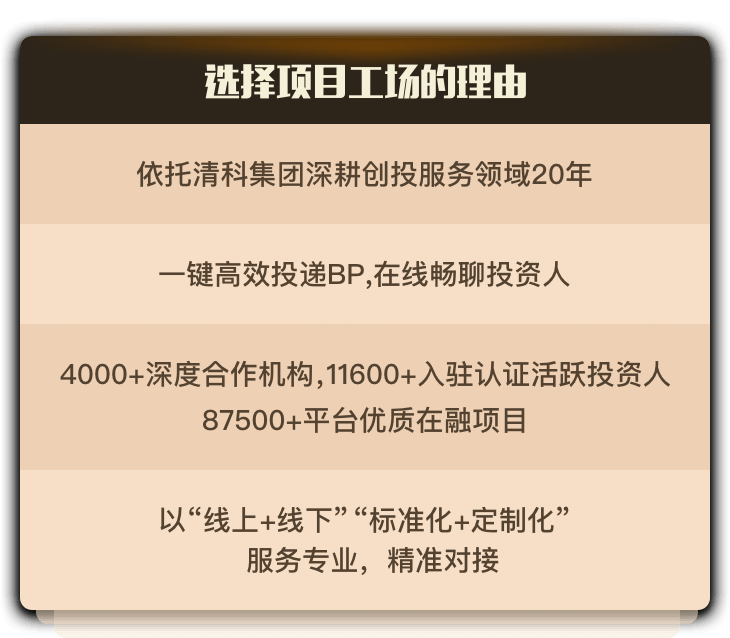 选择项目工场的理由
依托清科集团深耕创投服务领域20年
一键高效投递BP,在线畅聊投资人
4000+深度合作机构,11600+入驻认证活跃投资人
87500+平台优质在融项目
以“线上+线下”“标准化+定制化”
服务专业，精准对接